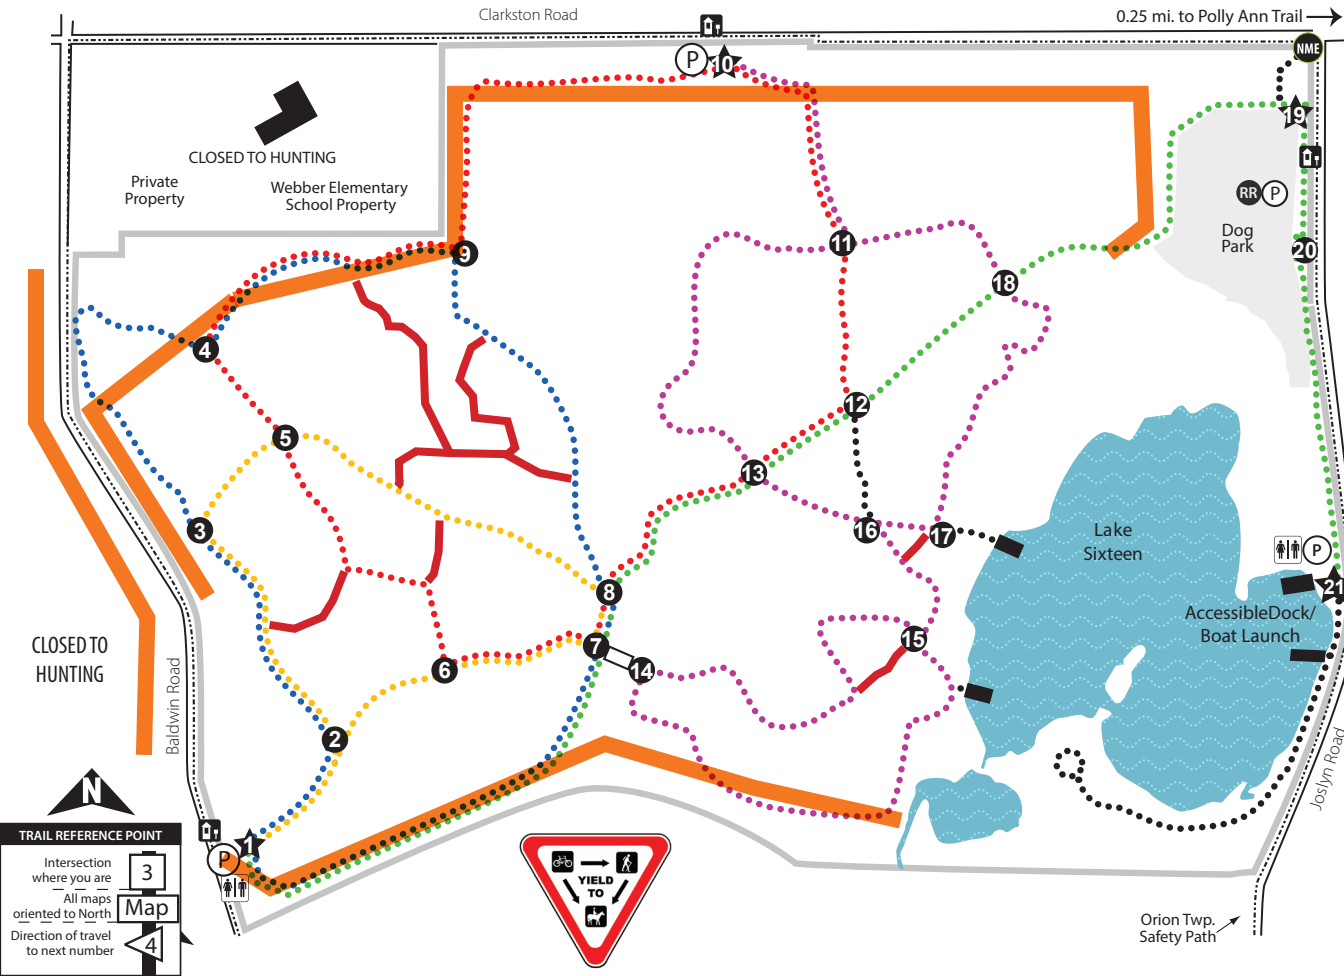 Clarkston Road
0.25 mi. to Polly Ann Trail
NME
P
10
19
CLOSED TO HUNTING
Private
Property
Webber Elementary
School Property
RR P
Dog
Park
20
9
11
18
4
12
5
13
3
16
17
Lake
Sixteen
P
21
8
AccessibleDock/
Boat Launch
CLOSED TO
HUNTING
7
15
6
14
Baldwin Road
2
Joslyn Road
N
1
P
TRAIL REFERENCE POINT
Intersection
where you are
3
All maps
oriented to North
Map
Direction of travel
to next number
4
YIELD
TO
Orion Twp.
Safety Path